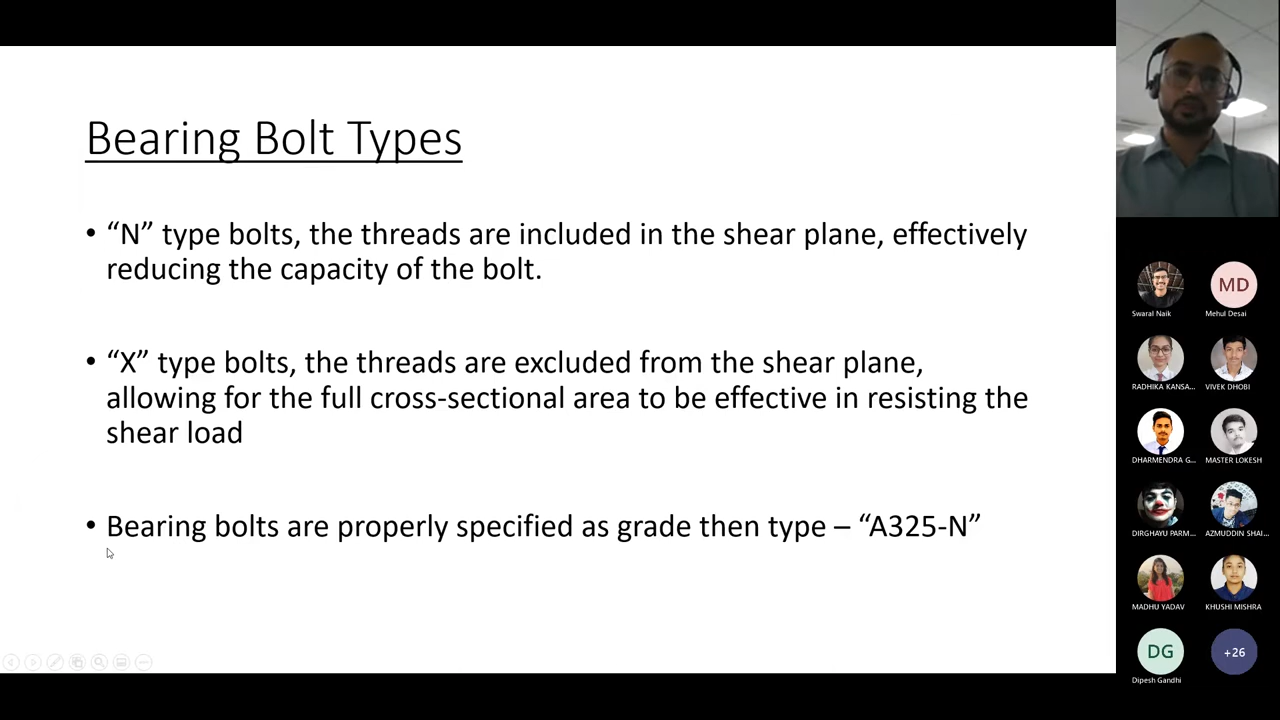 Bearing Bolt Types
• “N” type bolts, the threads are included in the shear plane, effectively
reducing the capacity of the bolt.
• “X” type bolts, the threads are excluded from the shear plane,
allowing for the full cross-sectional area to be effective in resisting the
shear load
• Bearing bolts are properly specified as grade then type – “A325-N”
MD
Swaral Naik
Mehul Desai
RADHIKA KANSA...
VIVEK DHOBI
DHARMENDRA G...
MASTER LOKESH
DIRGHAYU PARM...
AZMUDDIN SHAI...
MADHU YADAV
KHUSHI MISHRA
DG
+26
Dipesh Gandhi